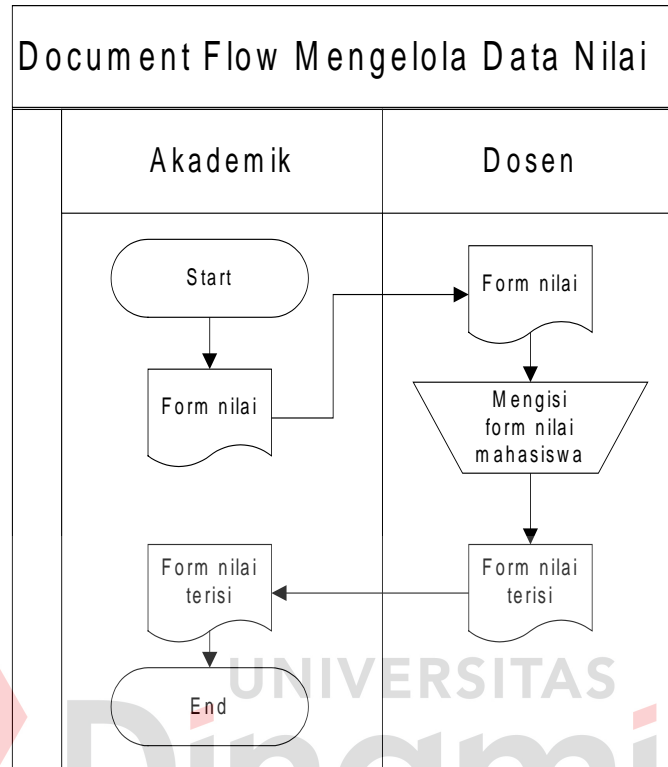 Document Flow Mengelola Data Nilai
Akademik
Dosen
Start
Form nilai
Form nilai
Mengisi
form nilai
mahasiswa
Form nilai
terisi
Form nilai
terisi
End
UNIVERSITAS
Dinami